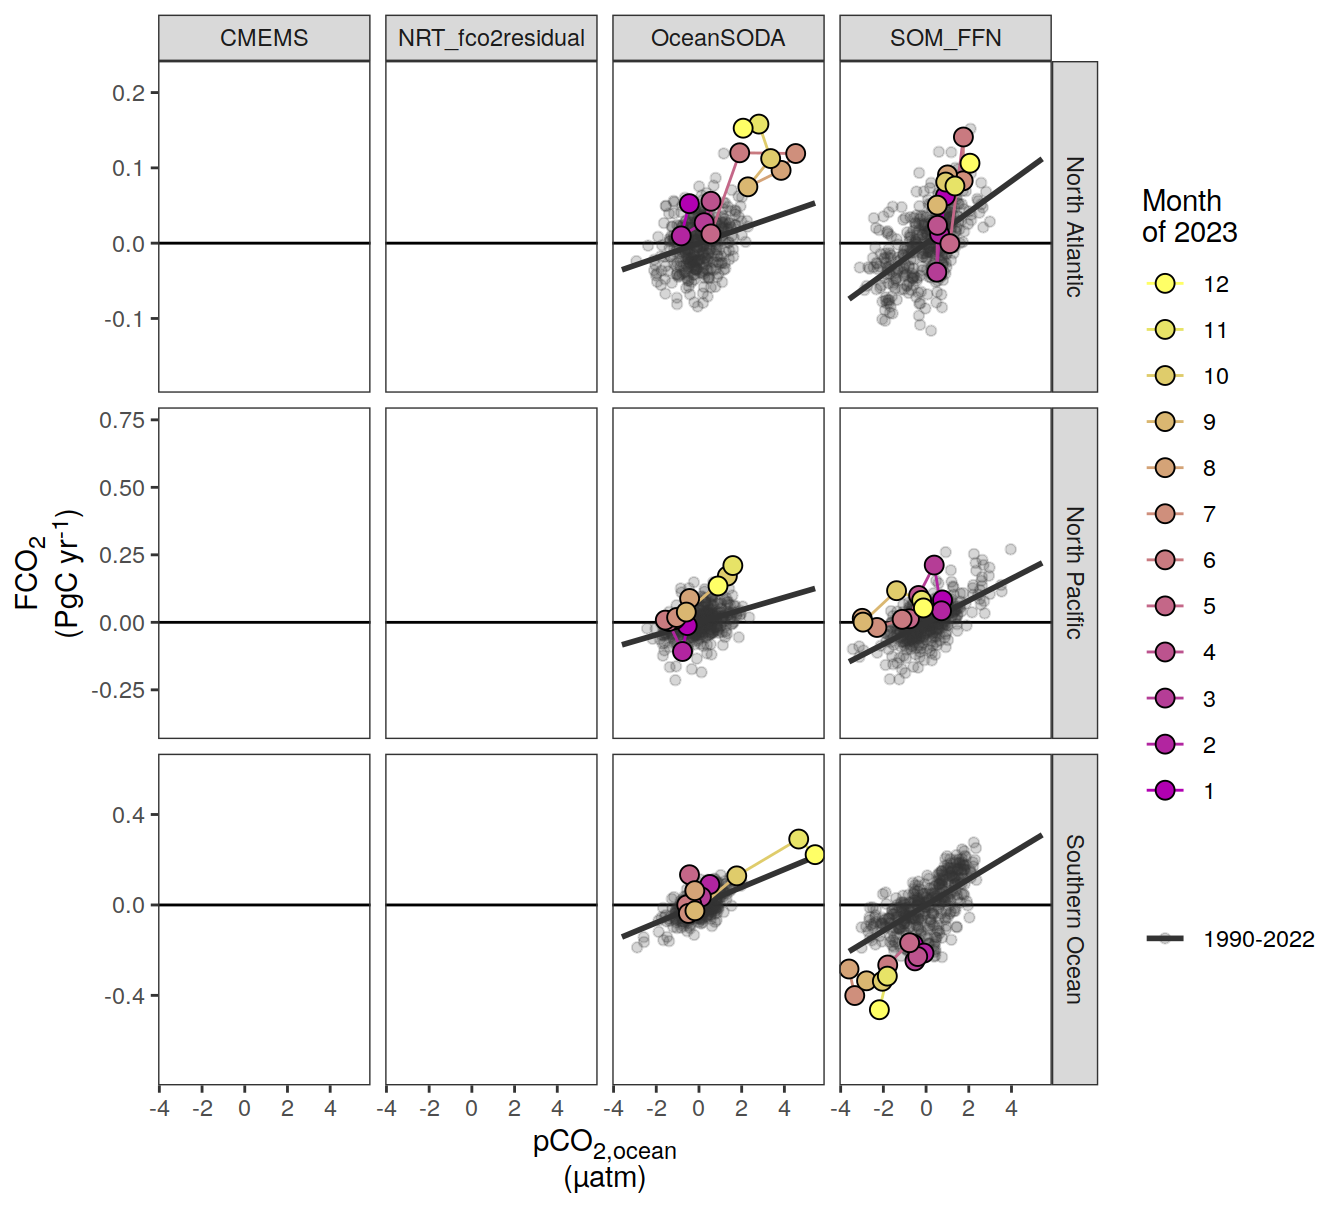 CMEMS NRT_fco2residual OceanSODA SOM_FFN
0.2
0.1
0.0
-0.1
North Atlantic
0.75
0.50
0.25
0.00
-0.25
North Pacific
0.4
0.0
-0.4
Southern Ocean
-4 -2 0 2 4 -4 -2 0 2 4 -4 -2 0 2 4 -4 -2 0 2 4
FCO2
(PgC yr-1)
pCO2,ocean
(µatm)
Month
of 2023
12
11
10
9
8
7
6
5
4
3
2
1
1990-2022